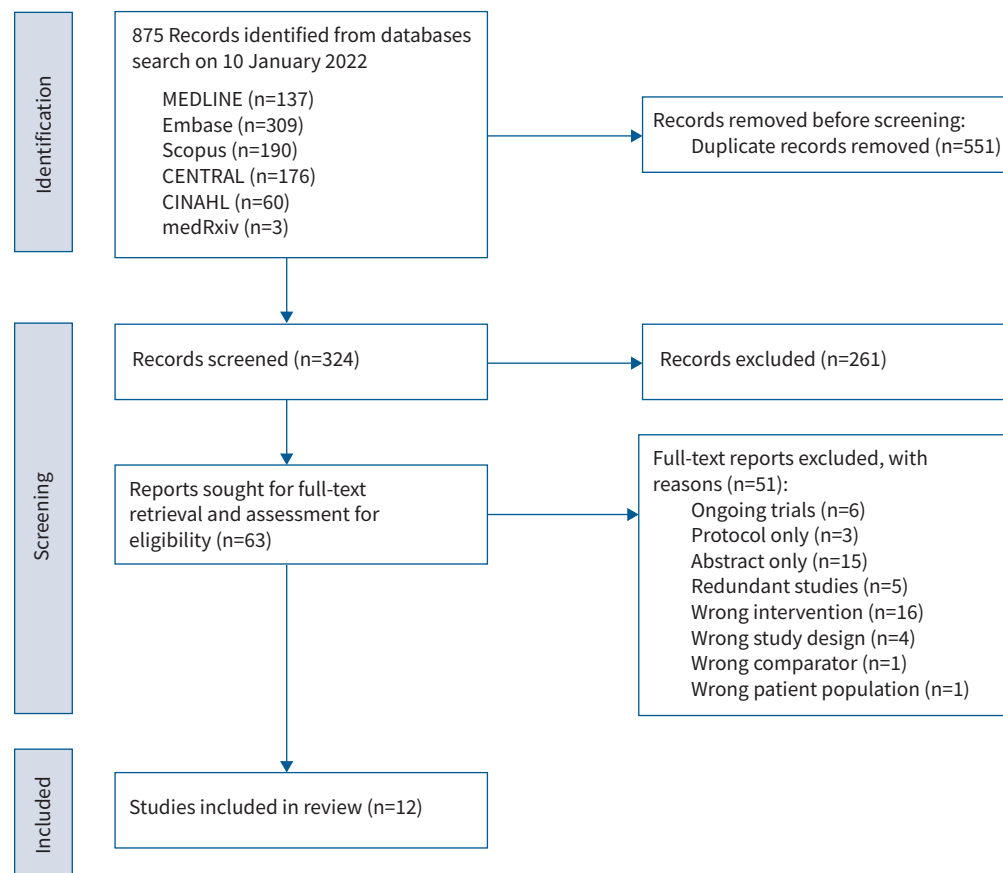 Identification
875 Records identified from databases
search on 10 January 2022
MEDLINE (n=137)
Embase (n=309)
Scopus (n=190)
CENTRAL (n=176)
CINAHL (n=60)
medRxiv (n=3)
Records removed before screening:
Duplicate records removed (n=551)
Screening
Records screened (n=324)
Records excluded (n=261)
Reports sought for full-text
retrieval and assessment for
eligibility (n=63)
Full-text reports excluded, with
reasons (n=51):
Ongoing trials (n=6)
Protocol only (n=3)
Abstract only (n=15)
Redundant studies (n=5)
Wrong intervention (n=16)
Wrong study design (n=4)
Wrong comparator (n=1)
Wrong patient population (n=1)
Included
Studies included in review (n=12)